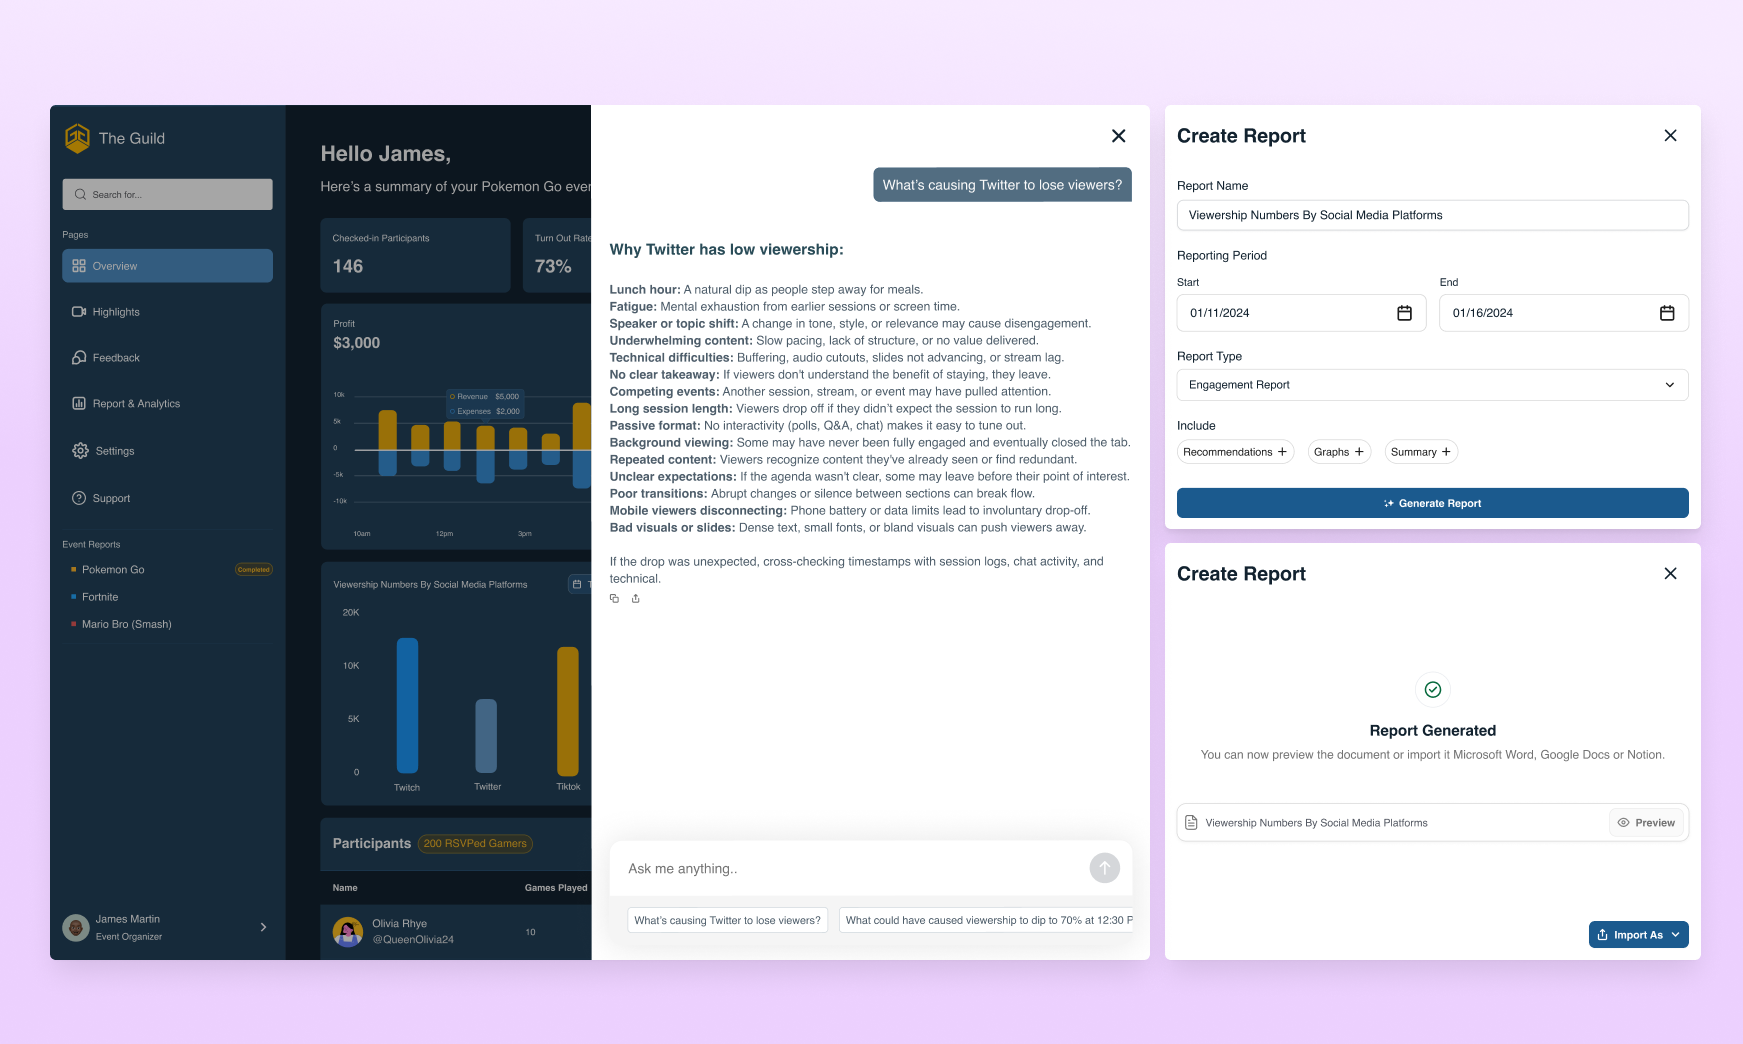 The Guild
Search for...
Pages
Overview
Highlights
Feedback
Report & Analytics
Settings
Support
Event Reports
Pokemon Go
Completed
Fortnite
Mario Bro (Smash)
James Martin
Event Organizer
Hello James,
Here's a summary of your Pokemon Go
Checked-in Participants
146
Turn Out Rate
73%
Profit
$3,000
10k
5k
0
-5k
-10k
Revenue $5,000
Expenses $2,000
10am 12pm 3pm
Viewership Numbers By Social Media Platforms
20K
10K
5K
0
Twitch Twitter Tiktok
Participants 200 RSVPed Gamers
Name Games Played
Olivia Rhye
@QueenOlivia24
10
What's causing Twitter to lose viewers?
Why Twitter has low viewership:
Lunch hour: A natural dip as people step away for meals.
Fatigue: Mental exhaustion from earlier sessions or screen time.
Speaker or topic shift: A change in tone, style, or relevance may cause disengagement.
Underwhelming content: Slow pacing, lack of structure, or no value delivered.
Technical difficulties: Buffering, audio cutouts, slides not advancing, or stream lag.
No clear takeaway: If viewers don't understand the benefit of staying, they leave.
Competing events: Another session, stream, or event may have pulled attention.
Long session length: Viewers drop off if they didn't expect the session to run long.
Passive format: No interactivity (polls, Q&A, chat) makes it easy to tune out.
Background viewing: Some may have never been fully engaged and eventually closed the tab.
Repeated content: Viewers recognize content they've already seen or find redundant.
Unclear expectations: If the agenda wasn't clear, some may leave before their point of interest.
Poor transitions: Abrupt changes or silence between sections can break flow.
Mobile viewers disconnecting: Phone battery or data limits lead to involuntary drop-off.
Bad visuals or slides: Dense text, small fonts, or bland visuals can push viewers away.
If the drop was unexpected, cross-checking timestamps with session logs, chat activity, and
technical.
Ask me anything..
What's causing Twitter to lose viewers?
What could have caused viewership to dip to 70% at 12:30 P
Create Report
Report Name
Viewership Numbers By Social Media Platforms
Reporting Period
Start End
01/11/2024 01/16/2024
Report Type
Engagement Report
Include
Recommendations + Graphs + Summary +
Generate Report
Create Report
Report Generated
You can now preview the document or import it Microsoft Word, Google Docs or Notion.
Viewership Numbers By Social Media Platforms
Preview
Import As